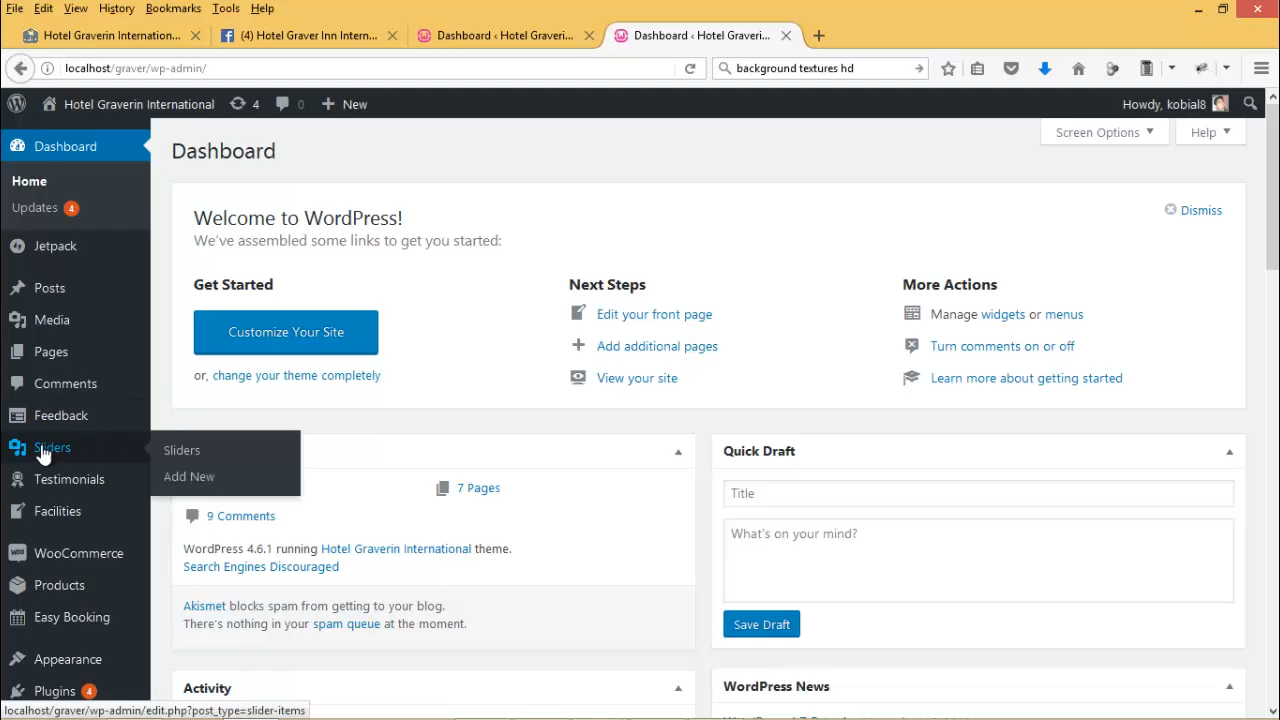 File Edit View History Bookmarks Tools Help
Hotel Graverin Internation...
(4) Hotel Graver Inn Intern...
Dashboard ‹ Hotel Graveri...
Dashboard ‹ Hotel Graveri...
localhost/graver/wp-admin/
background textures hd
Hotel Graverin International
4
0
New
Howdy, kobial8
Dashboard
Home
Updates 4
Jetpack
Posts
Media
Pages
Comments
Feedback
Sliders
Testimonials
Facilities
WooCommerce
Products
Easy Booking
Appearance
Plugins 4
Sliders
Add New
Dashboard
Screen Options
Help
Welcome to WordPress!
We've assembled some links to get you started:
Dismiss
Get Started
Customize Your Site
or, change your theme completely
Next Steps
Edit your front page
Add additional pages
View your site
More Actions
Manage widgets or menus
Turn comments on or off
Learn more about getting started
7 Pages
9 Comments
WordPress 4.6.1 running Hotel Graverin International theme.
Search Engines Discouraged
Akismet blocks spam from getting to your blog.
There's nothing in your spam queue at the moment.
Activity
Quick Draft
Title
What's on your mind?
Save Draft
WordPress News
localhost/graver/wp-admin/edit.php?post_type=slider-items